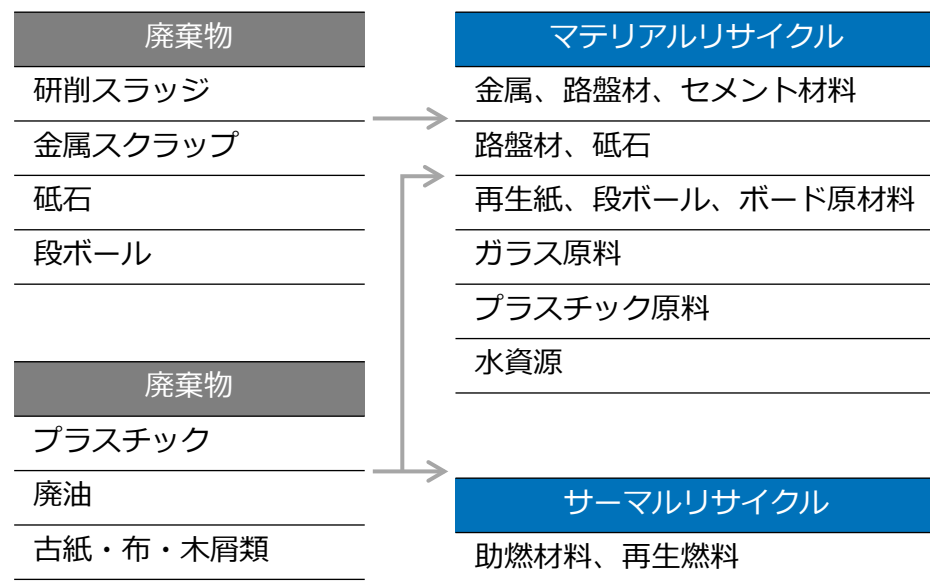 廃棄物
研削スラッジ
金属スクラップ
砥石
段ボール
廃棄物
プラスチック
廃油
古紙・布・木屑類
マテリアルリサイクル
金属、路盤材、セメント材料
路盤材、砥石
再生紙、段ボール、ボード原材料
ガラス原料
プラスチック原料
水資源
サーマルリサイクル
助燃材料、再生燃料